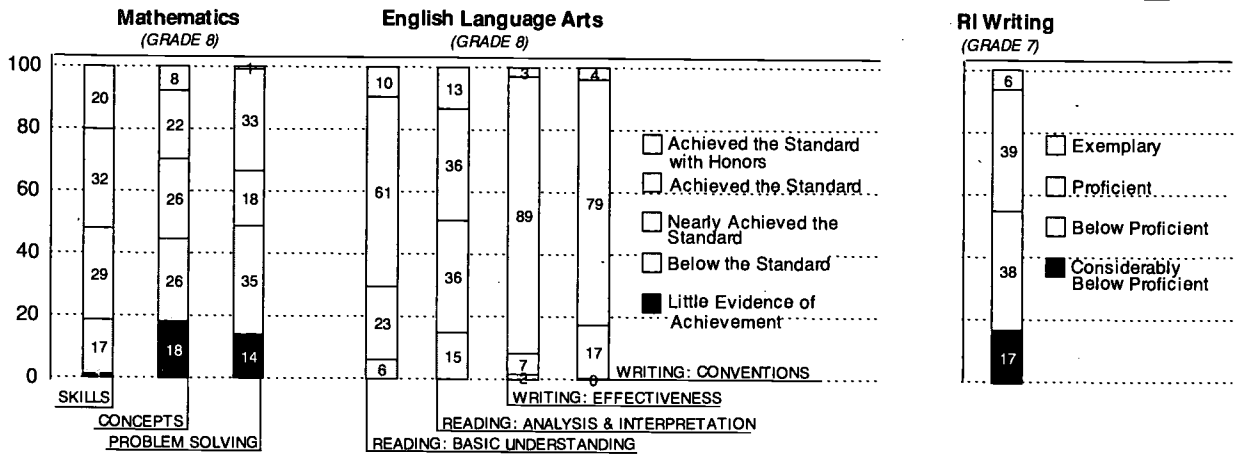 Mathematics
(GRADE 8)
English Language Arts
(GRADE 8)
RI Writing
(GRADE 7)
100
80
60
40
20
0
20
32
29
17
8
22
26
26
18
1
33
18
35
14
10
61
23
6
13
36
36
15
3
89
7
2
4
79
17
0
Achieved the Standard
with Honors
Achieved the Standard
Nearly Achieved the
Standard
Below the Standard
Little Evidence of
Achievement
6
39
38
17
Exemplary
Proficient
Below Proficient
Considerably
Below Proficient
SKILLS
CONCEPTS
PROBLEM SOLVING
WRITING: CONVENTIONS
WRITING: EFFECTIVENESS
READING: ANALYSIS & INTERPRETATION
READING: BASIC UNDERSTANDING